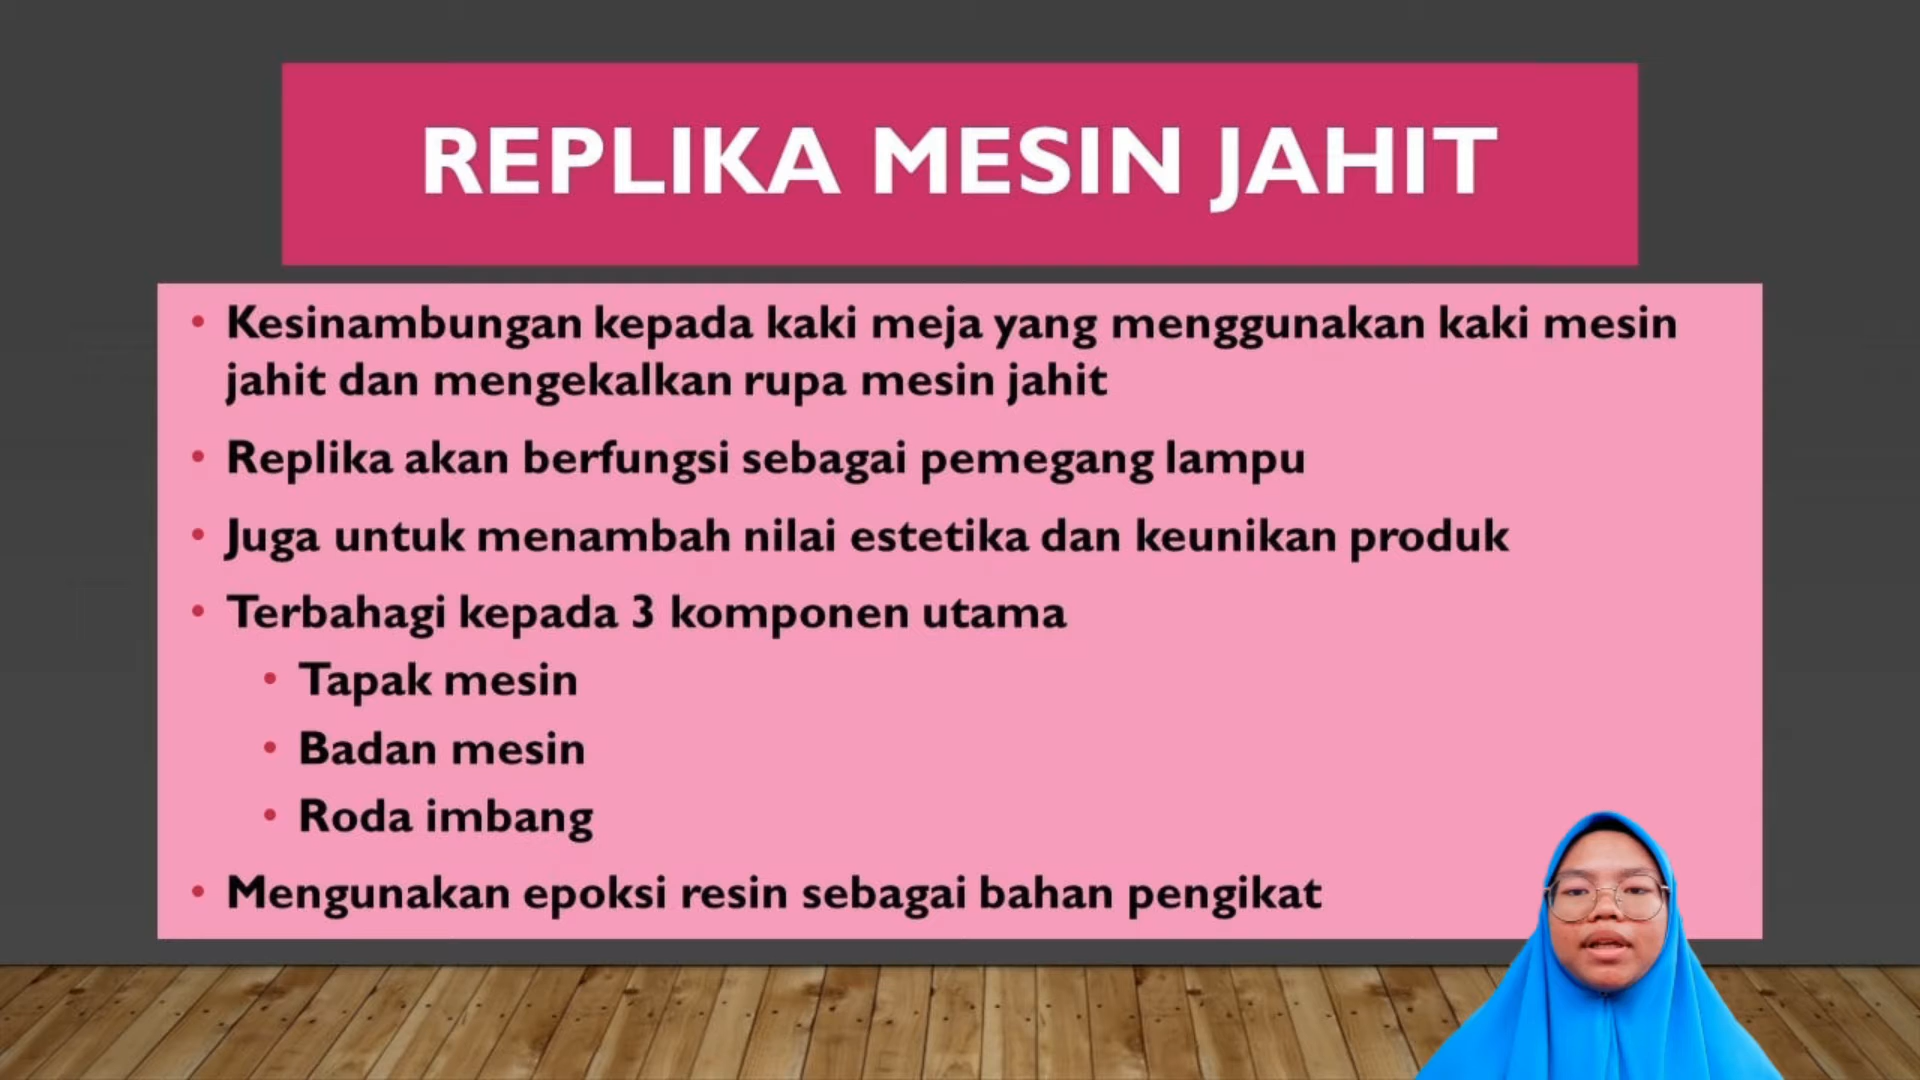 REPLIKA MESIN JAHIT
• Kesinambungan kepada kaki meja yang menggunakan kaki mesin
jahit dan mengekalkan rupa mesin jahit
• Replika akan berfungsi sebagai pemegang lampu
• Juga untuk menambah nilai estetika dan keunikan produk
• Terbahagi kepada 3 komponen utama
• Tapak mesin
• Badan mesin
• Roda imbang
• Mengunakan epoksi resin sebagai bahan pengikat